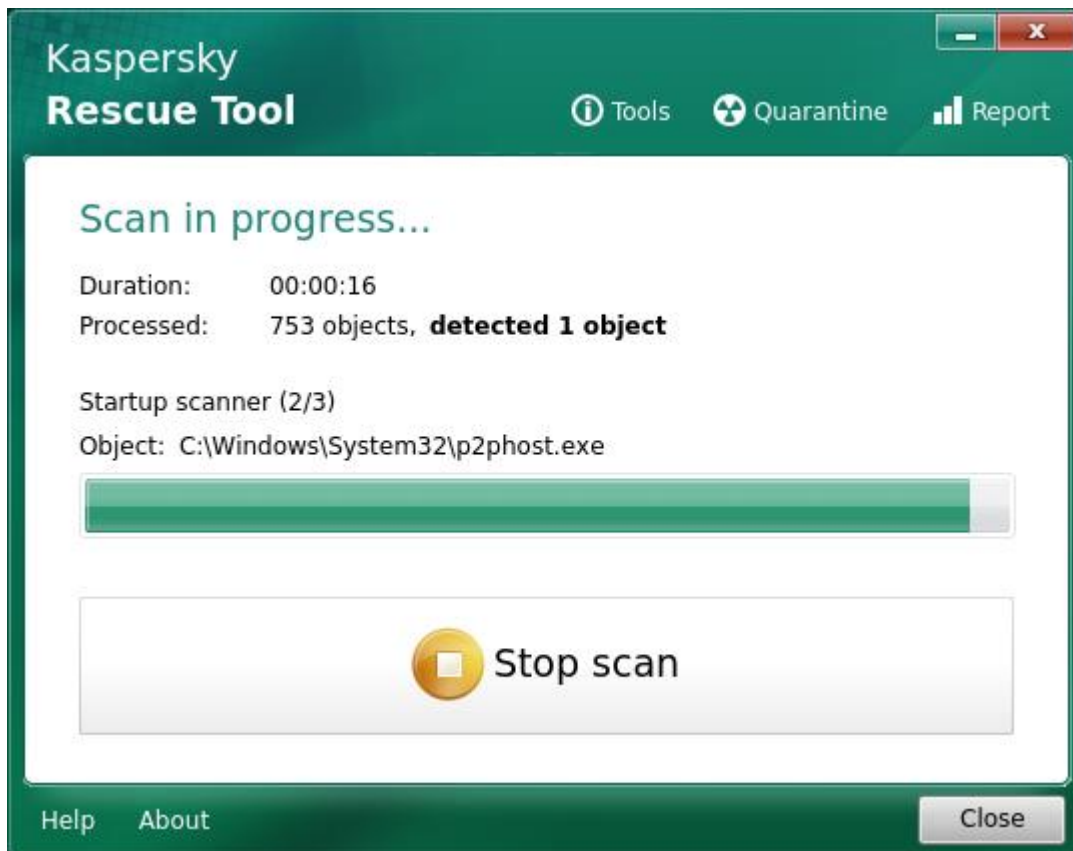 Kaspersky
Rescue Tool
Tools Quarantine Report
Scan in progress...
Duration: 00:00:16
Processed: 753 objects, detected 1 object
Startup scanner (2/3)
Object: C:\Windows\System32\p2phost.exe
Stop scan
Help About Close